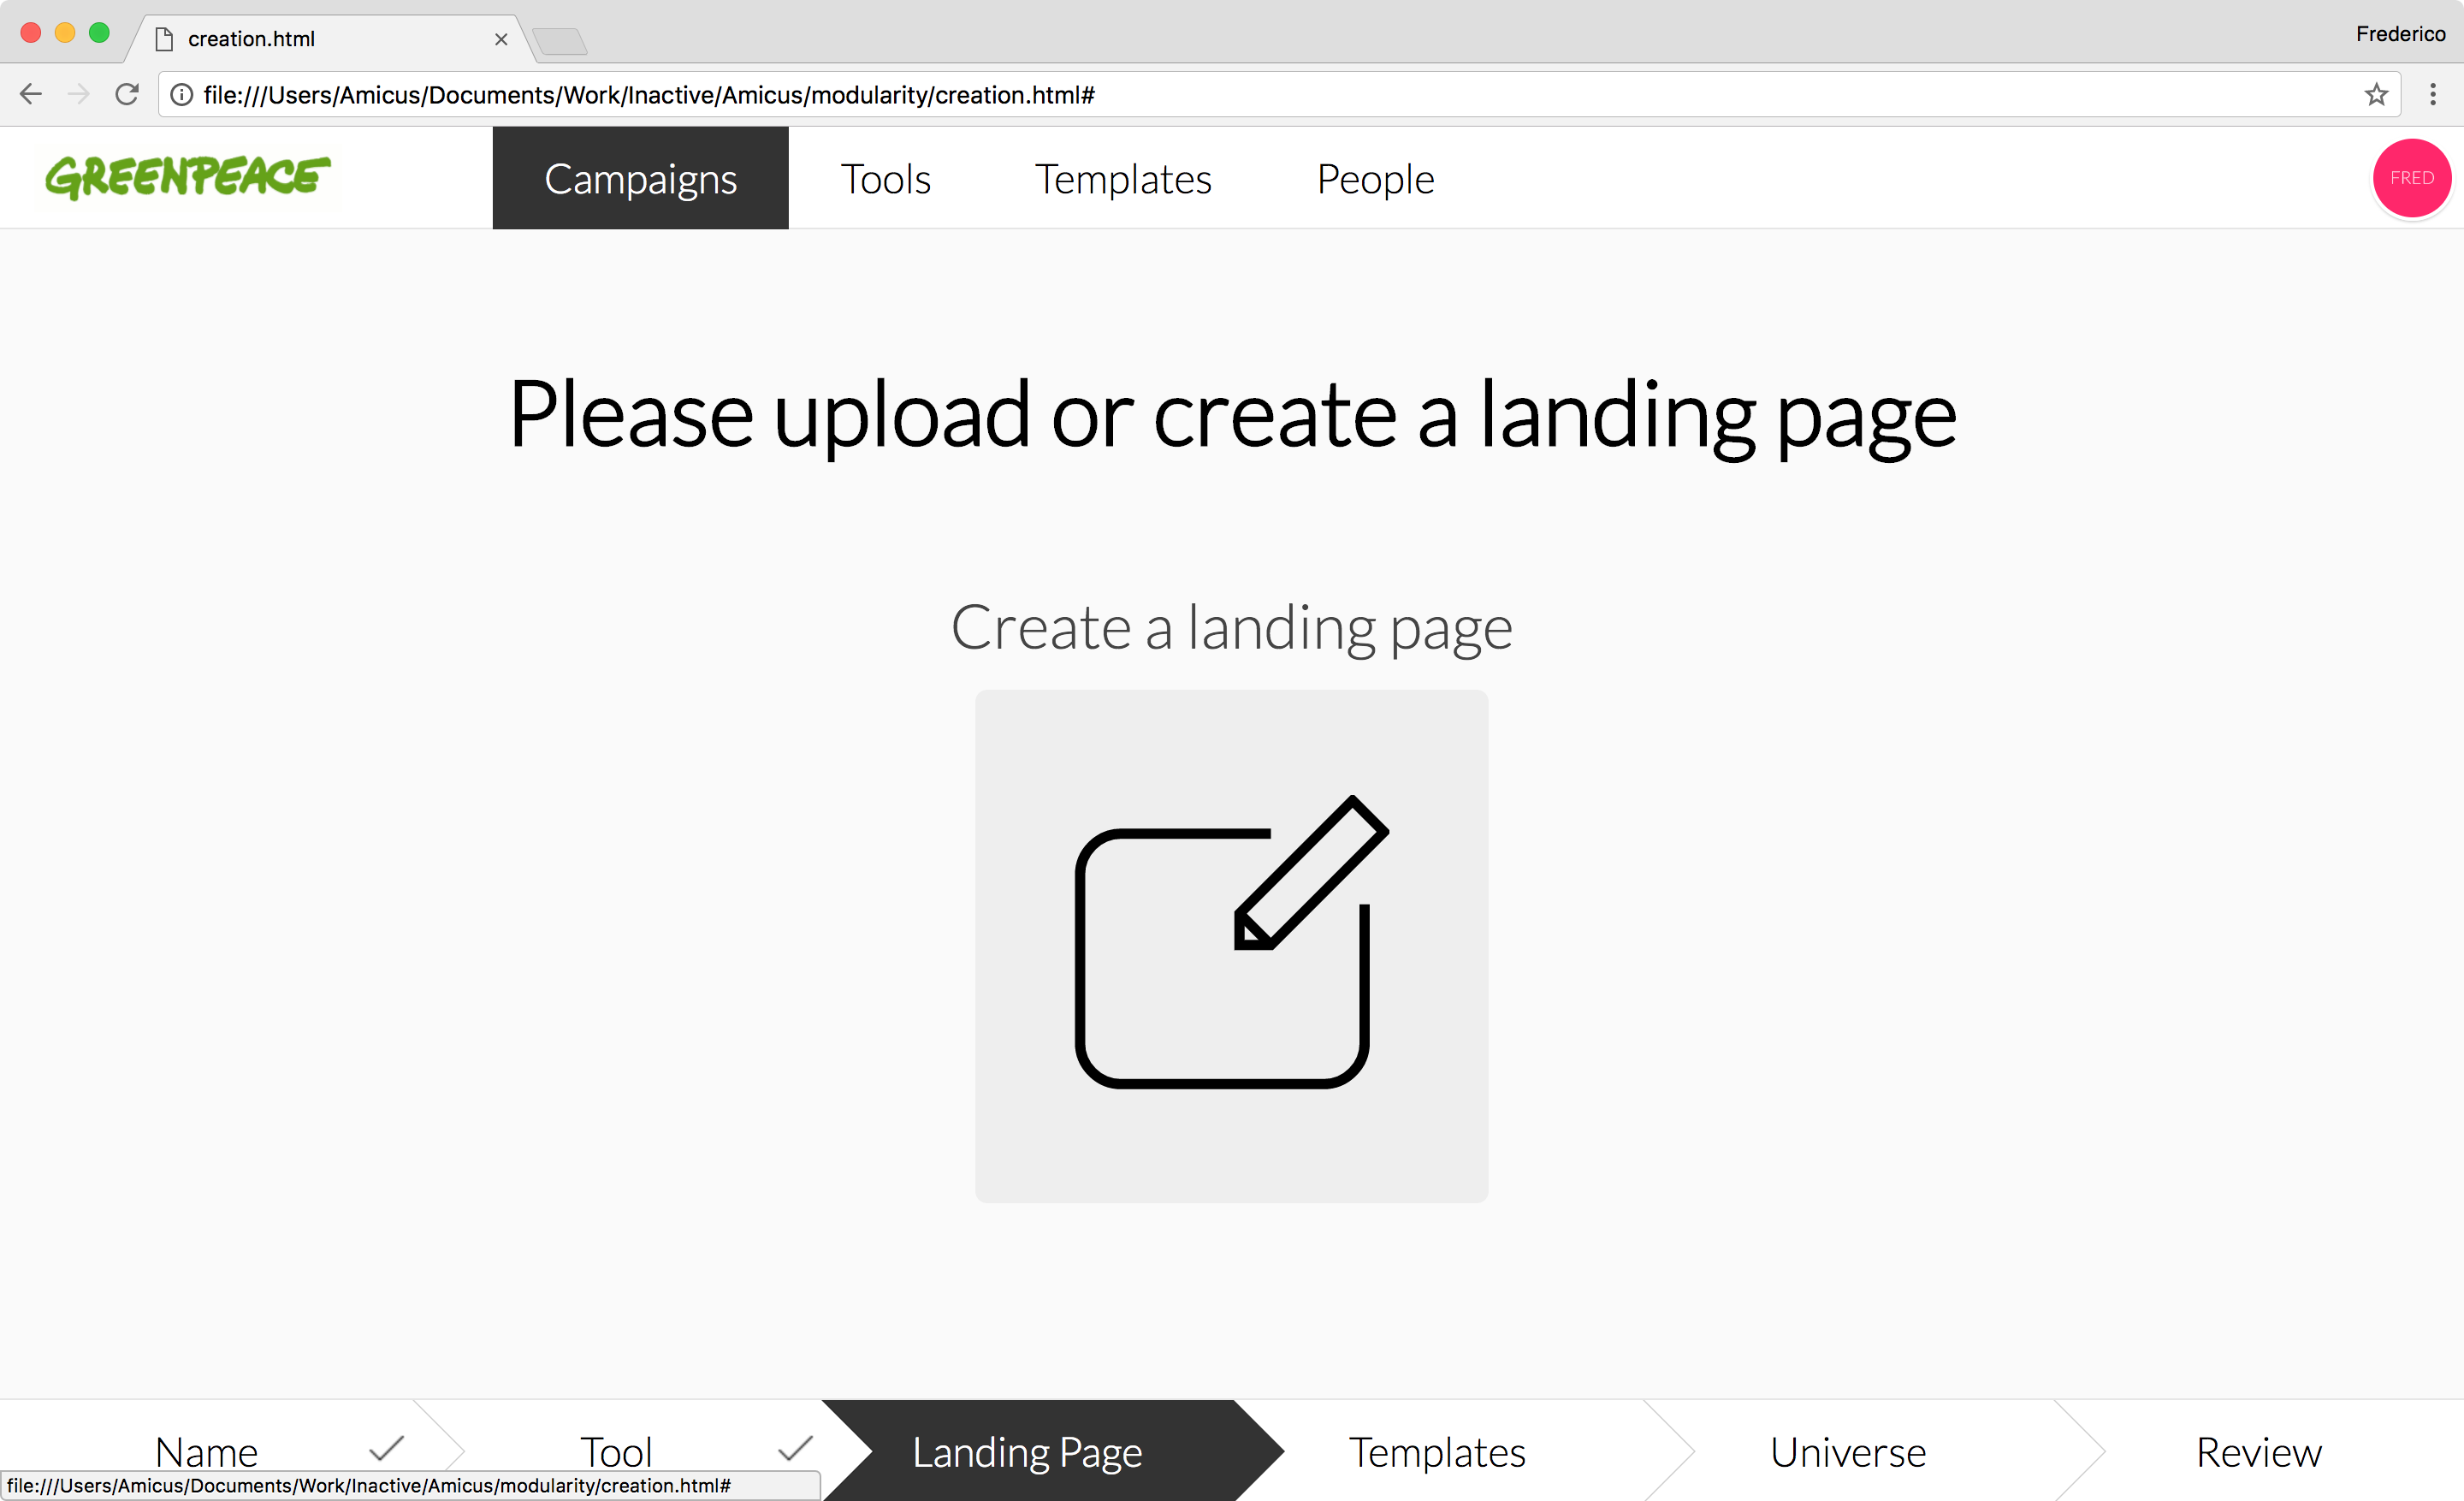 creation.html
Frederico
file:///Users/Amicus/Documents/Work/Inactive/Amicus/modularity/creation.html#
GREENPEACE
Campaigns
Tools
Templates
People
FRED
Please upload or create a landing page
Create a landing page
Name
Tool
Landing Page
Templates
Universe
Review
file:///Users/Amicus/Documents/Work/Inactive/Amicus/modularity/creation.html#